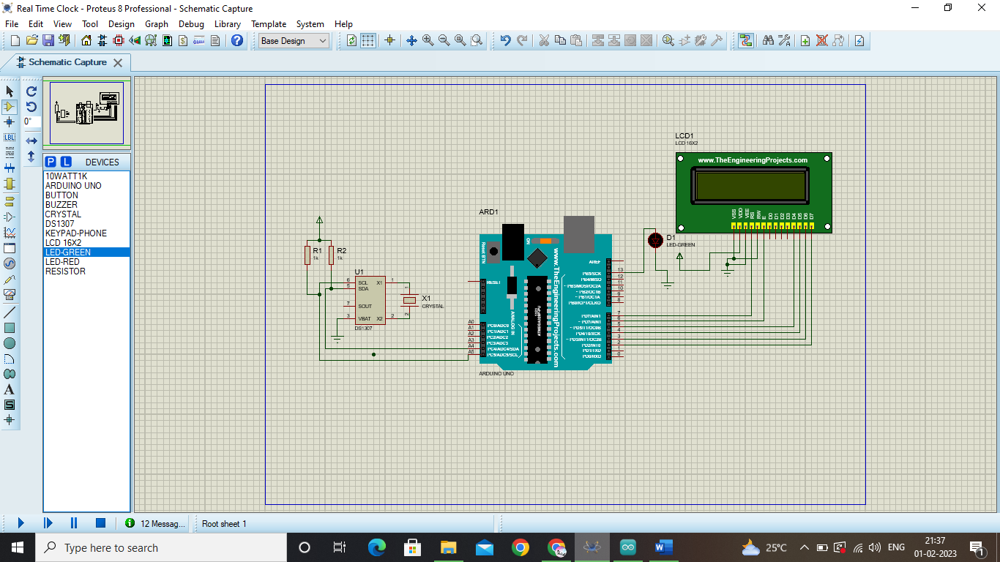 Real Time Clock - Proteus 8 Professional - Schematic Capture
File Edit View Tool Design Graph Debug Library Template System Help
Base Design
Schematic Capture
0°
LBL
P L DEVICES
10WATT1K
ARDUINO UNO
BUTTON
BUZZER
CRYSTAL
DS1307
KEYPAD-PHONE
LCD 16X2
LED-GREEN
LED-RED
RESISTOR
A
S
LCD1
LCD 16X2
www.TheEngineeringProjects.com
VSS VDD VEE RS RW E D0 D1 D2 D3 D4 D5 D6 D7
D1
LED-GREEN
R1
1k
R2
1k
U1
6 SCL X1 1
5 SDA
7 SOUT
3 VBAT X2 2
DS1307
X1
CRYSTAL
1
2
ARD1
Reset BTN
ON
www.TheEngineeringProjects.com
RESET
ANALOG IN
AREF
PB5/SCK 13
PB4/MISO 12
~PB3/MOSI/OC2A 11
~ PB2/OC1B 10
~ PB1/OC1A 9
PB0/ICP1/CLKO 8
PD7/AIN1 7
6
5
PD4/T0/XCK 4
~ PD3/INT1/OC2B 3
PD2/INT0 2
PD1/TXD 1
PD0/RXD 0
A0 PC0/ADC0
A1 PC1/ADC1
A2 PC2/ADC2
A3 PC3/ADC3
A4 PC4/ADC4/SDA
A5 PC5/ADC5/SCL
ARDUINO UNO
12 Messag...
Root sheet 1
Type here to search
25°C
ENG
21:37
01-02-2023
1